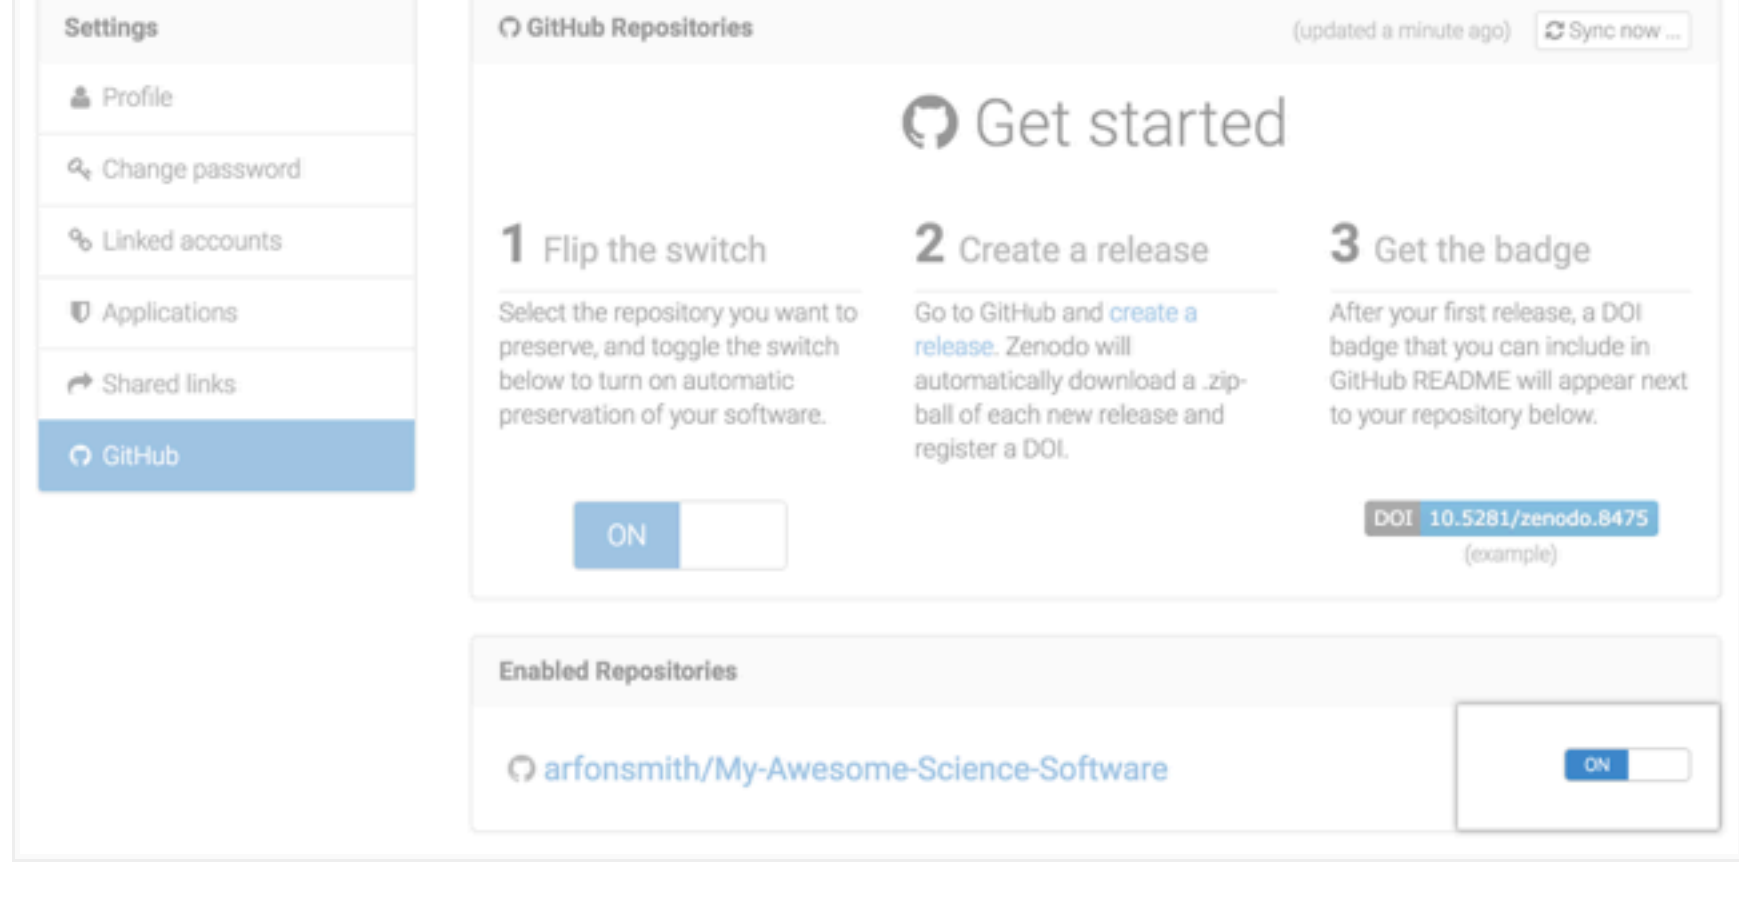 Settings
Profile
Change password
Linked accounts
Applications
Shared links
GitHub
GitHub Repositories
(updated a minute ago)
Sync now ...
Get started
1 Flip the switch
Select the repository you want to
preserve, and toggle the switch
below to turn on automatic
preservation of your software.
ON
2 Create a release
Go to GitHub and create a
release. Zenodo will
automatically download a .zip-
ball of each new release and
register a DOI.
3 Get the badge
After your first release, a DOI
badge that you can include in
GitHub README will appear next
to your repository below.
DOI 10.5281/zenodo.8475
(example)
Enabled Repositories
arfonsmith/My-Awesome-Science-Software
ON